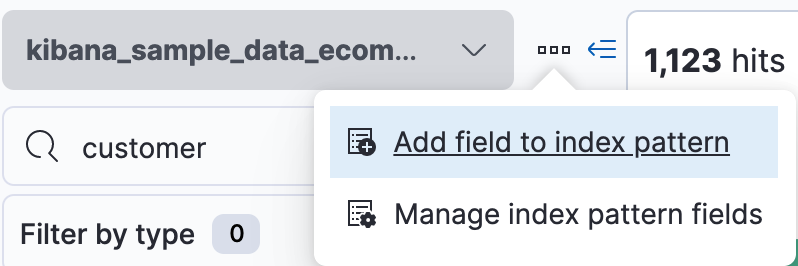 kibana_sample_data_ecom...
1,123 hits
Add field to index pattern
customer
Manage index pattern fields
Filter by type 0